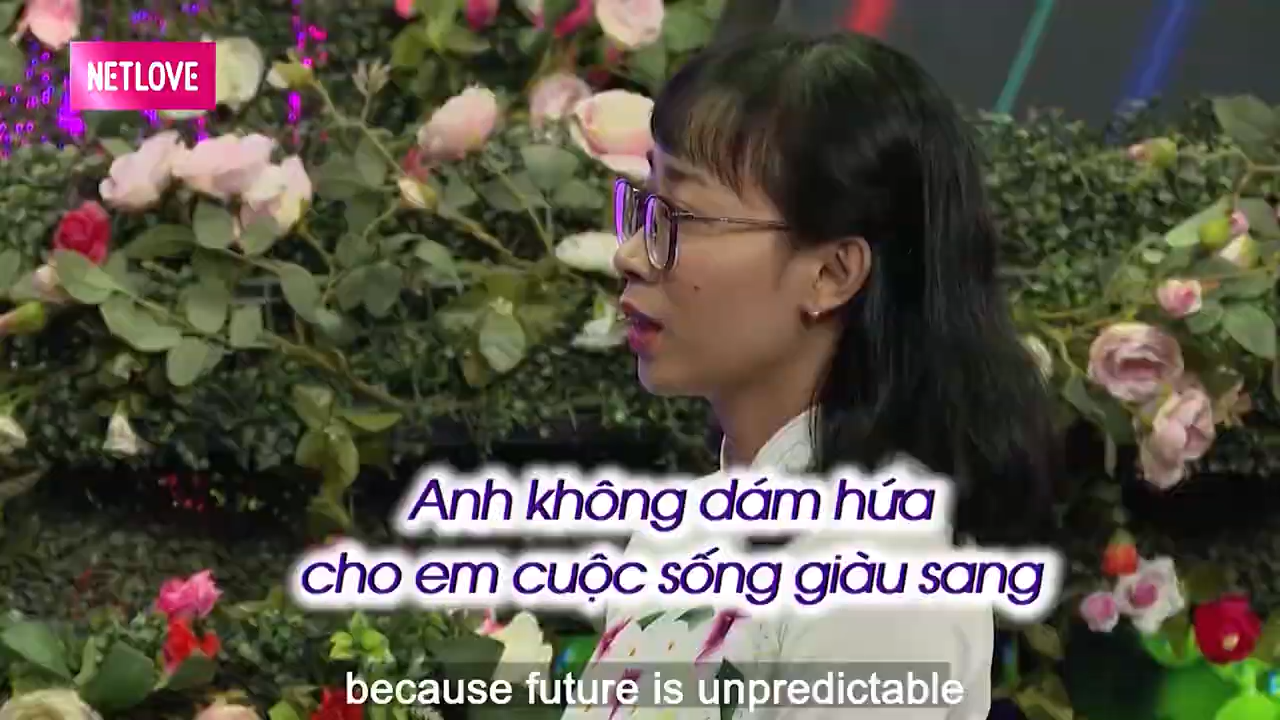 NETLOVE
Anh không dám hứa
cho em cuộc sống giàu sang
because future is unpredictable